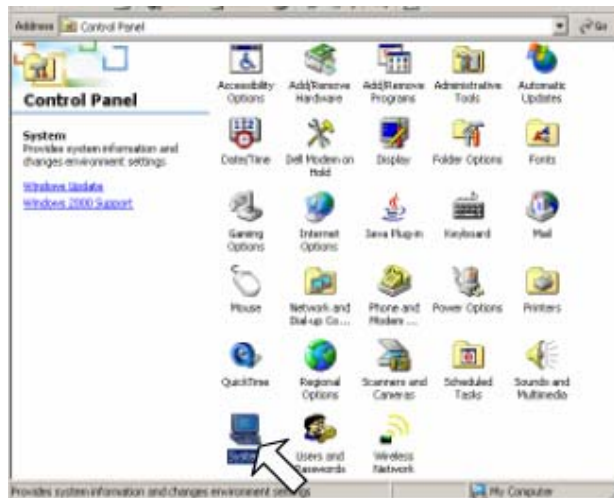 Address Control Panel Go
Control Panel
System
Provides system information and
changes environment settings
Windows Update
Windows 2000 Support
Accessibility Options
Add/Remove Hardware
Add/Remove Programs
Administrative Tools
Automatic Updates
Date/Time
Dell Modem on Hold
Display
Folder Options
Fonts
Gaming Options
Internet Options
Java Plug-in
Keyboard
Mail
Mouse
Network and Dial-up Co...
Phone and Modem ...
Power Options
Printers
QuickTime
Regional Options
Scanners and Cameras
Scheduled Tasks
Sounds and Multimedia
System
Users and Passwords
Wireless Network
Provides system information and changes environment settings
My Computer